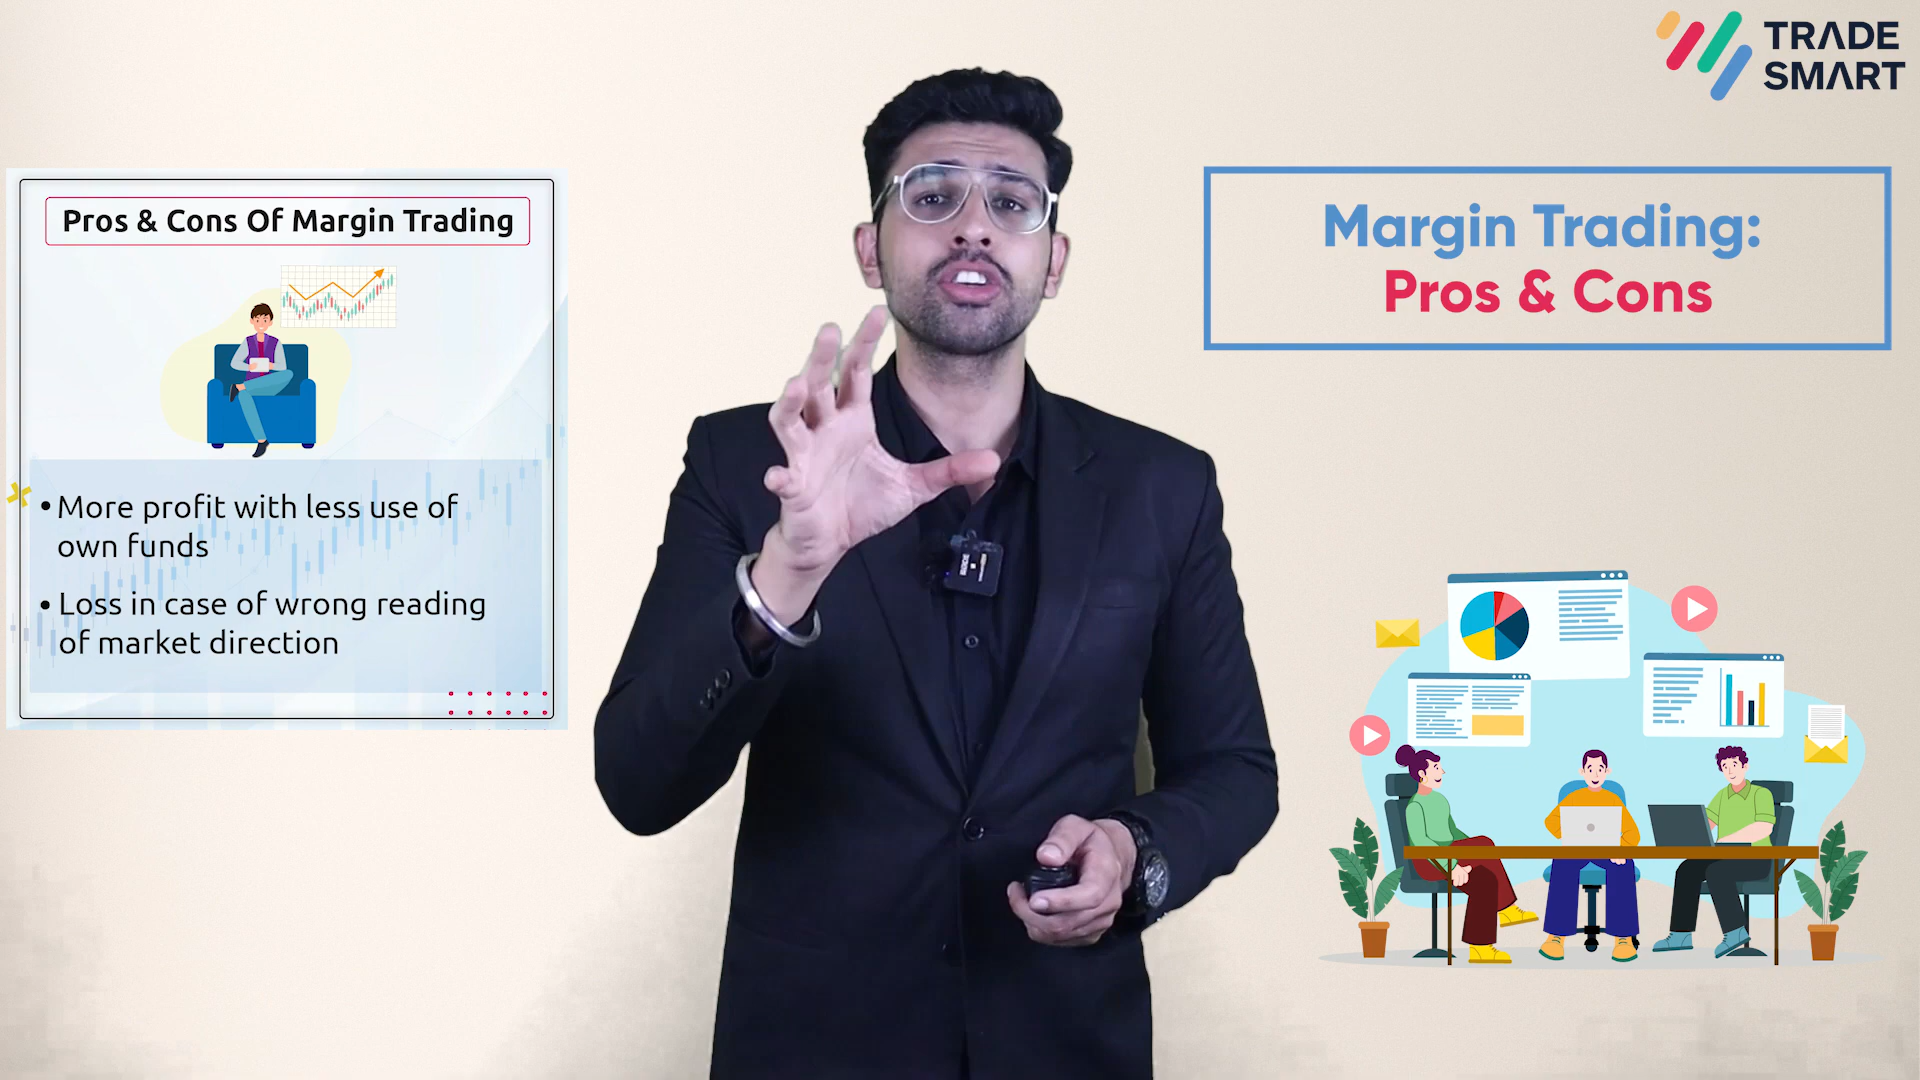 TRADE
SMART
Pros & Cons Of Margin Trading
• More profit with less use of
own funds
• Loss in case of wrong reading
of market direction
Margin Trading:
Pros & Cons
RODE